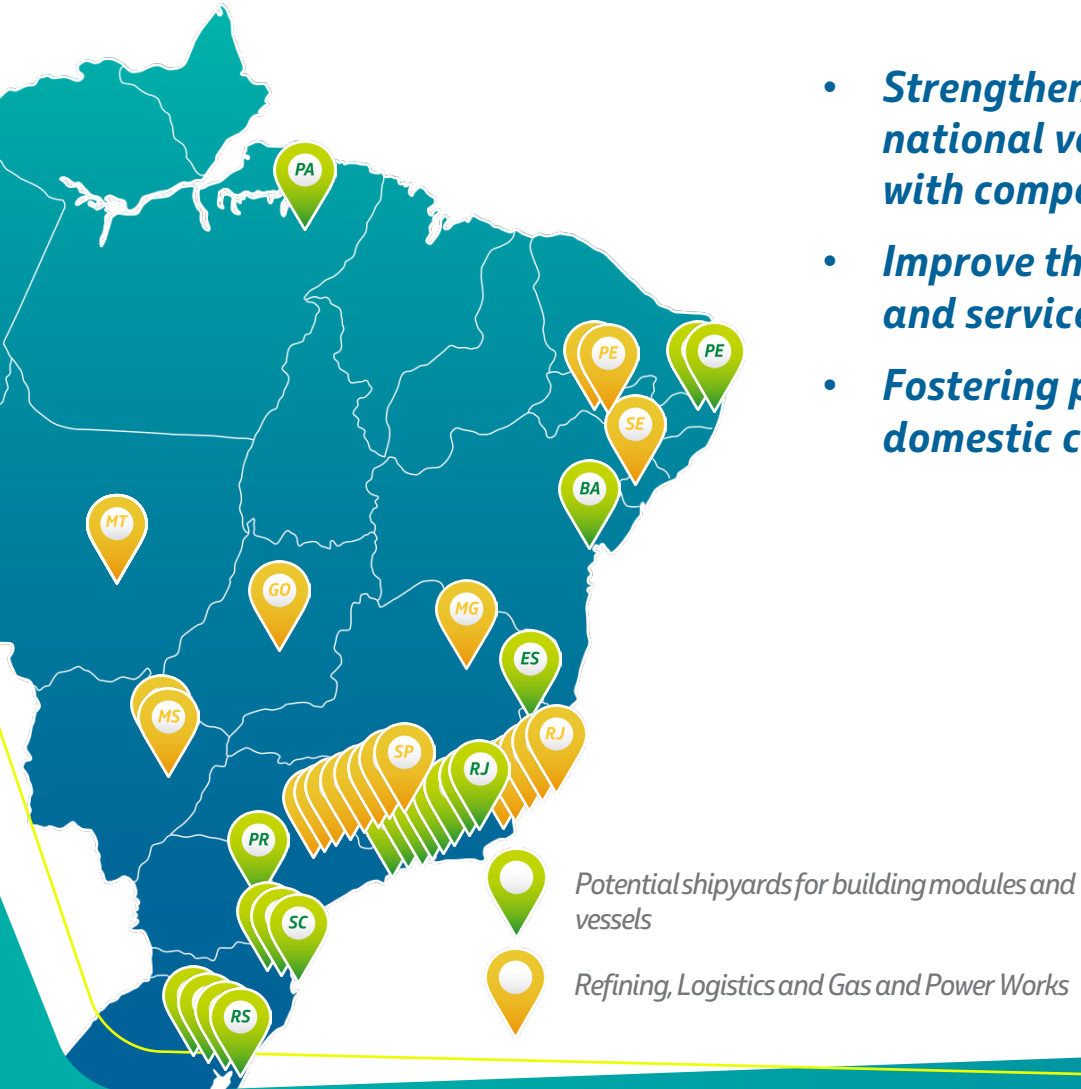 • Strengthen
national ve
with compe
• Improve th
and service
• Fostering p
domestic c
PA
PE
PE
SE
BA
MT
GO
MG
ES
MS
RJ
SP
RJ
PR
SC
RS
Potential shipyards for building modules and
vessels
Refining, Logistics and Gas and Power Works